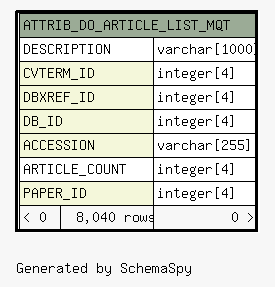 ATTRIB_DO_ARTICLE_LIST_MQT
DESCRIPTION varchar[1000]
CVTERM_ID integer[4]
DBXREF_ID integer[4]
DB_ID integer[4]
ACCESSION varchar[255]
ARTICLE_COUNT integer[4]
PAPER_ID integer[4]
< 0 8,040 rows 0 >
Generated by SchemaSpy